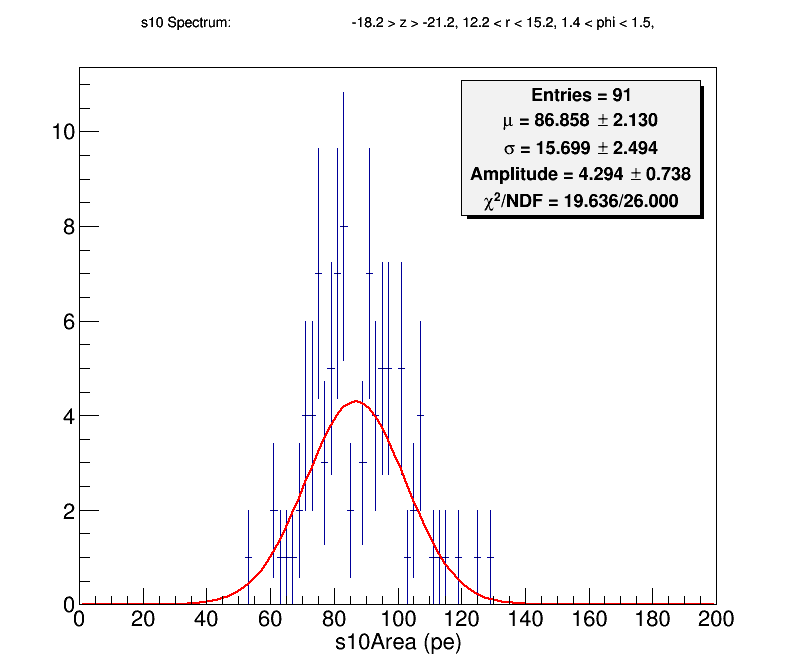 s10 Spectrum: -18.2 > z > -21.2, 12.2 < r < 15.2, 1.4 < phi < 1.5,
Entries = 91
μ = 86.858 ± 2.130
σ = 15.699 ± 2.494
Amplitude = 4.294 ± 0.738
χ²/NDF = 19.636/26.000
10
8
6
4
2
0
0 20 40 60 80 100 120 140 160 180 200
s10Area (pe)